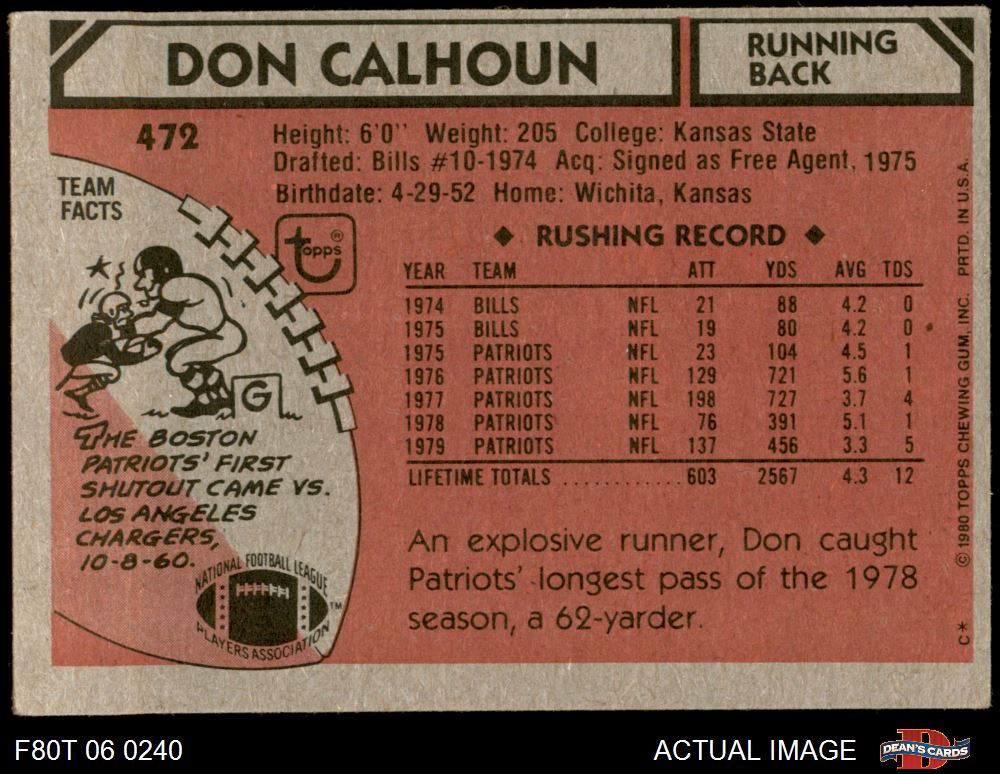 DON CALHOUN
RUNNING
BACK
472
Height: 6'0" Weight: 205 College: Kansas State
Drafted: Bills #10-1974 Acq: Signed as Free Agent, 1975
Birthdate: 4-29-52 Home: Wichita, Kansas
TEAM
FACTS
topps ®
◆ RUSHING RECORD ◆
YEAR TEAM ATT YDS AVG TDS
1974 BILLS NFL 21 88 4.2 0
1975 BILLS NFL 19 80 4.2 0
1975 PATRIOTS NFL 23 104 4.5 1
1976 PATRIOTS NFL 129 721 5.6 1
1977 PATRIOTS NFL 198 727 3.7 4
1978 PATRIOTS NFL 76 391 5.1 1
1979 PATRIOTS NFL 137 456 3.3 5
LIFETIME TOTALS ............ 603 2567 4.3 12
G
THE BOSTON
PATRIOTS' FIRST
SHUTOUT CAME VS.
LOS ANGELES
CHARGERS,
10-8-60.
NATIONAL FOOTBALL LEAGUE
PLAYERS ASSOCIATION
TM
An explosive runner, Don caught
Patriots' longest pass of the 1978
season, a 62-yarder.
C* © 1980 TOPPS CHEWING GUM, INC. PRTD. IN U.S.A.
F80T 06 0240
ACTUAL IMAGE
D
DEAN'S CARDS